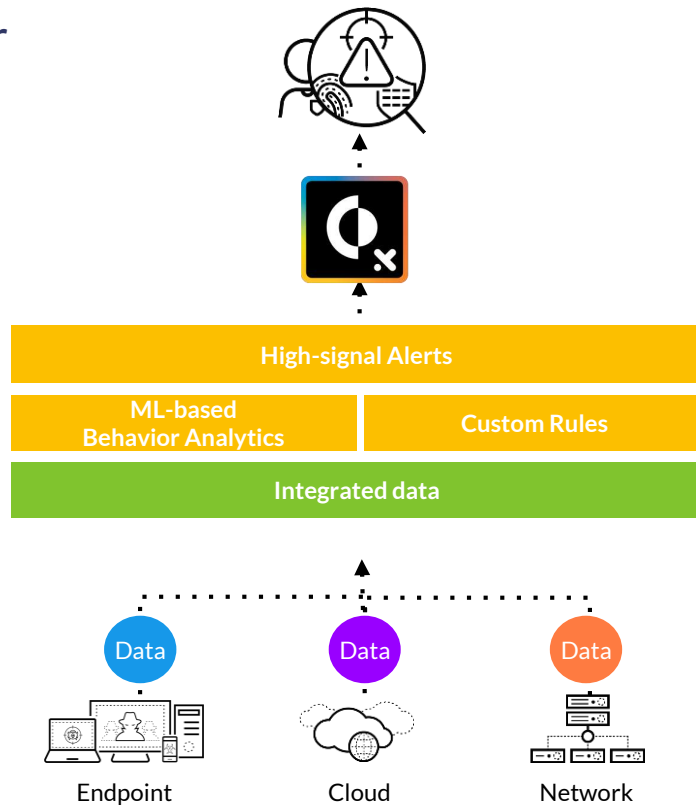 r
High-signal Alerts
ML-based
Behavior Analytics
Custom Rules
Integrated data
Data
Data
Data
Endpoint
Cloud
Network